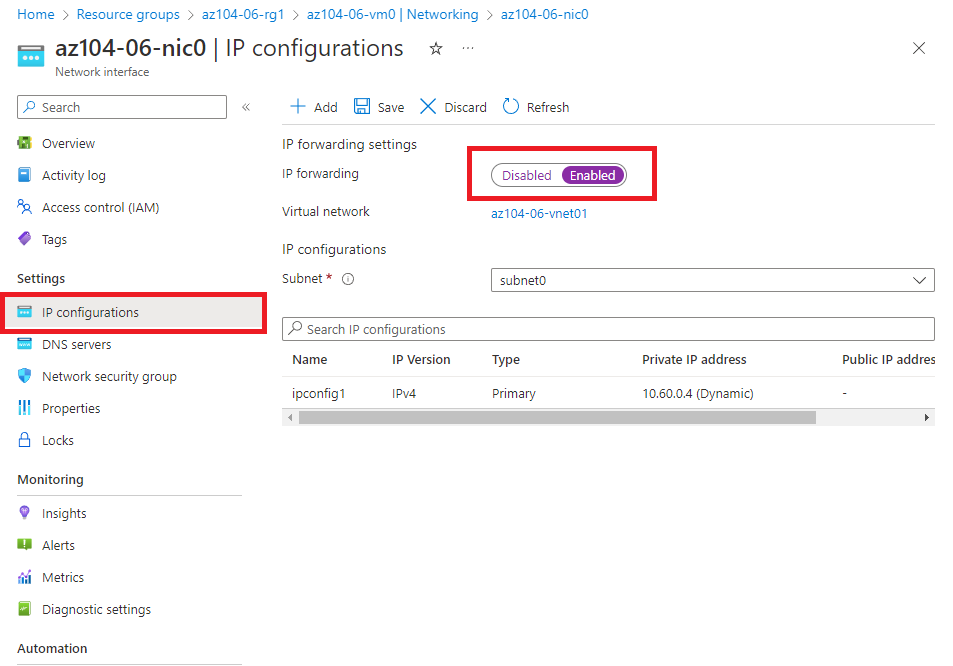 Home > Resource groups > az104-06-rg1 > az104-06-vm0 | Networking > az104-06-nic0
az104-06-nic0 | IP configurations
Network interface
Search
Overview
Activity log
Access control (IAM)
Tags
Settings
IP configurations
DNS servers
Network security group
Properties
Locks
Monitoring
Insights
Alerts
Metrics
Diagnostic settings
Automation
Add Save Discard Refresh
IP forwarding settings
IP forwarding Disabled Enabled
Virtual network az104-06-vnet01
IP configurations
Subnet * subnet0
Search IP configurations
Name IP Version Type Private IP address Public IP addres
ipconfig1 IPv4 Primary 10.60.0.4 (Dynamic) -